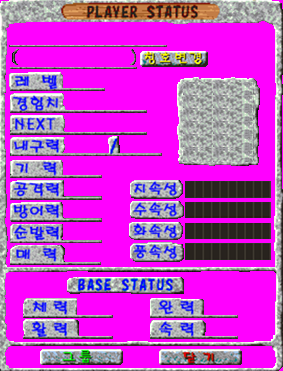 PLAYER STATUS
( ) 칭호변경
레 벨
경험치
NEXT
내구력 /
기 력
공격력 지속성
방어력 수속성
순발력 화속성
매 력 풍속성
BASE STATUS
체 력 완 력
활 력 속 력
그룹 닫기